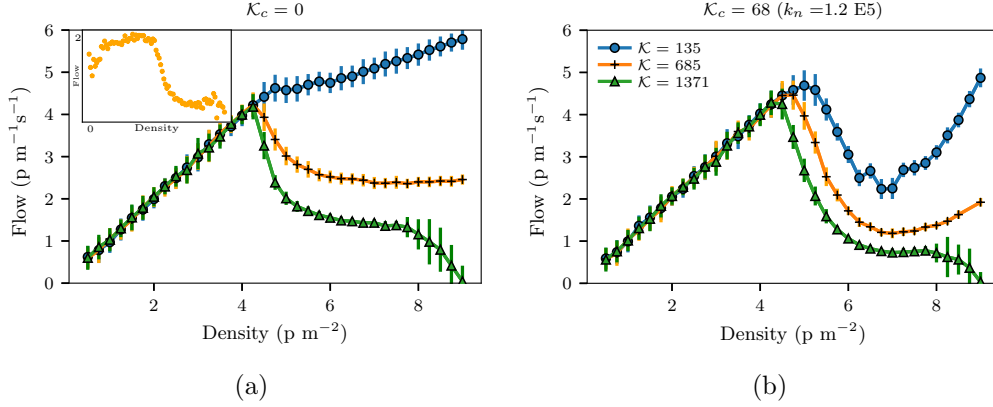 𝒦c = 0
Flow (p m−1s−1)
6
5
4
3
2
1
0
2
4
6
8
Density (p m−2)
2
Flow
0
Density
(a)
𝒦c = 68 (kn =1.2 E5)
𝒦 = 135
𝒦 = 685
𝒦 = 1371
Flow (p m−1s−1)
6
5
4
3
2
1
0
2
4
6
8
Density (p m−2)
(b)